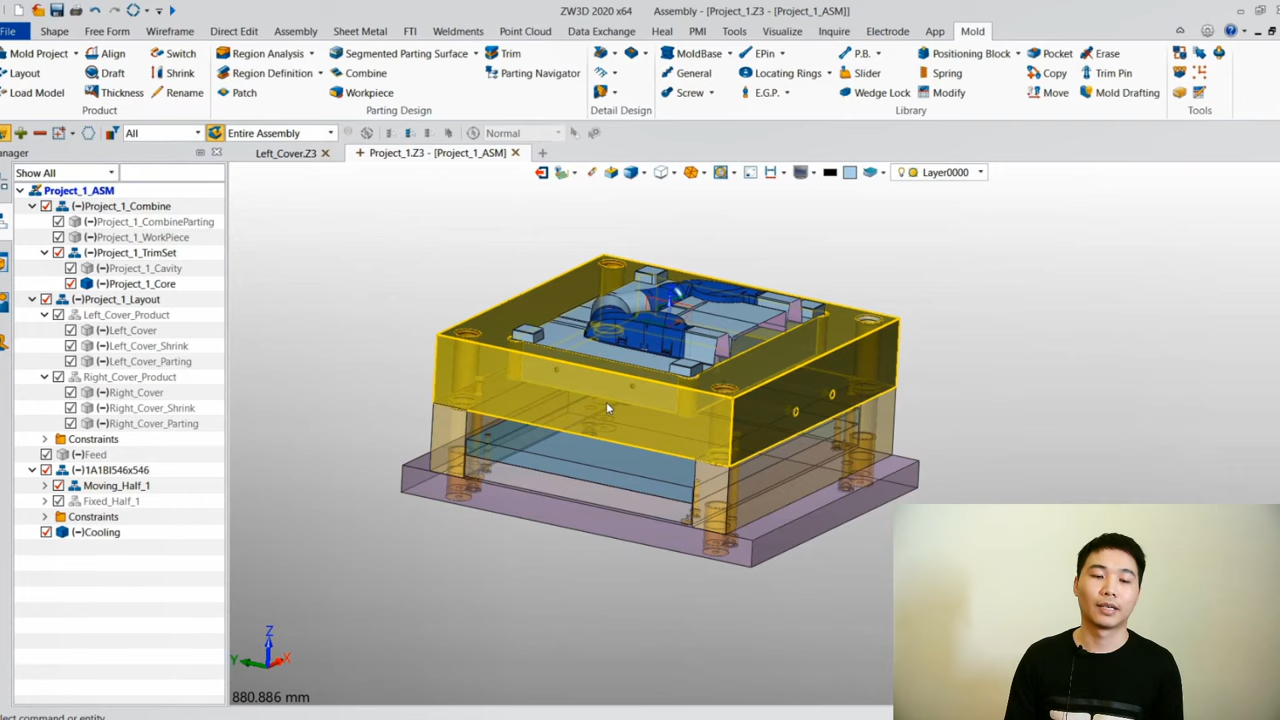 ZW3D 2020 x64 Assembly - [Project_1.Z3 - [Project_1_ASM]]
File Shape Free Form Wireframe Direct Edit Assembly Sheet Metal FTI Weldments Point Cloud Data Exchange Heal PMI Tools Visualize Inquire Electrode App Mold
Mold Project Align Switch Region Analysis Segmented Parting Surface Trim MoldBase EPin P.B. Positioning Block Pocket Erase
Layout Draft Shrink Region Definition Combine Parting Navigator General Locating Rings Slider Spring Copy Trim Pin
Load Model Thickness Rename Patch Workpiece Screw E.G.P. Wedge Lock Modify Move Mold Drafting
Product Parting Design Detail Design Library Tools
All Entire Assembly Normal
anager Left_Cover.Z3 Project_1.Z3 - [Project_1_ASM]
Show All Layer0000
Project_1_ASM
(-)Project_1_Combine
(-)Project_1_CombineParting
(-)Project_1_WorkPiece
(-)Project_1_TrimSet
(-)Project_1_Cavity
(-)Project_1_Core
(-)Project_1_Layout
Left_Cover_Product
(-)Left_Cover
(-)Left_Cover_Shrink
(-)Left_Cover_Parting
Right_Cover_Product
(-)Right_Cover
(-)Right_Cover_Shrink
(-)Right_Cover_Parting
Constraints
(-)Feed
(-)1A1BI546x546
Moving_Half_1
Fixed_Half_1
Constraints
(-)Cooling
Z
Y X
880.886 mm
elect command or entity